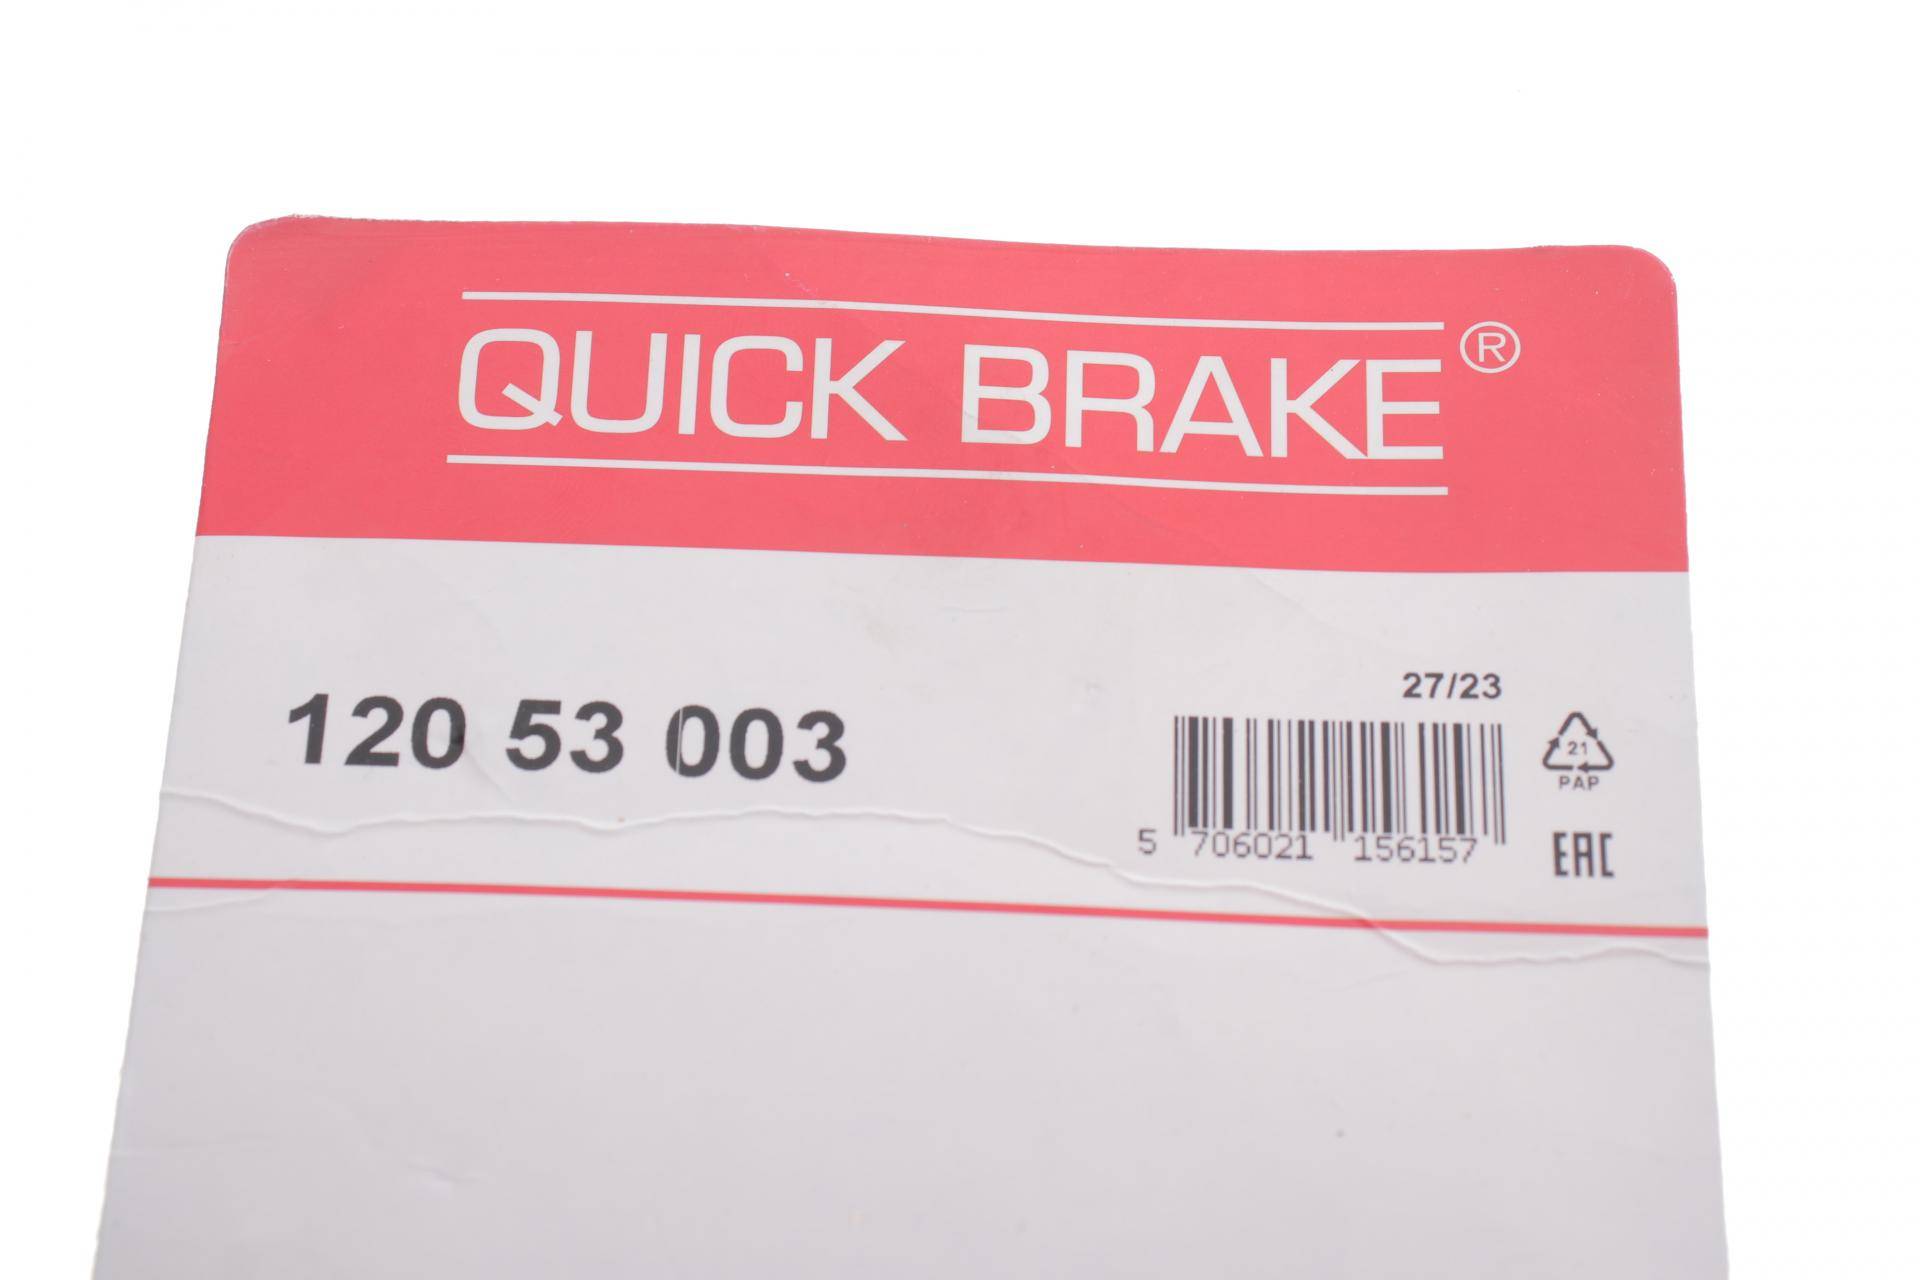 QUICK BRAKE®
27/23
120 53 003
21
PAP
5 706021 156157
EAC